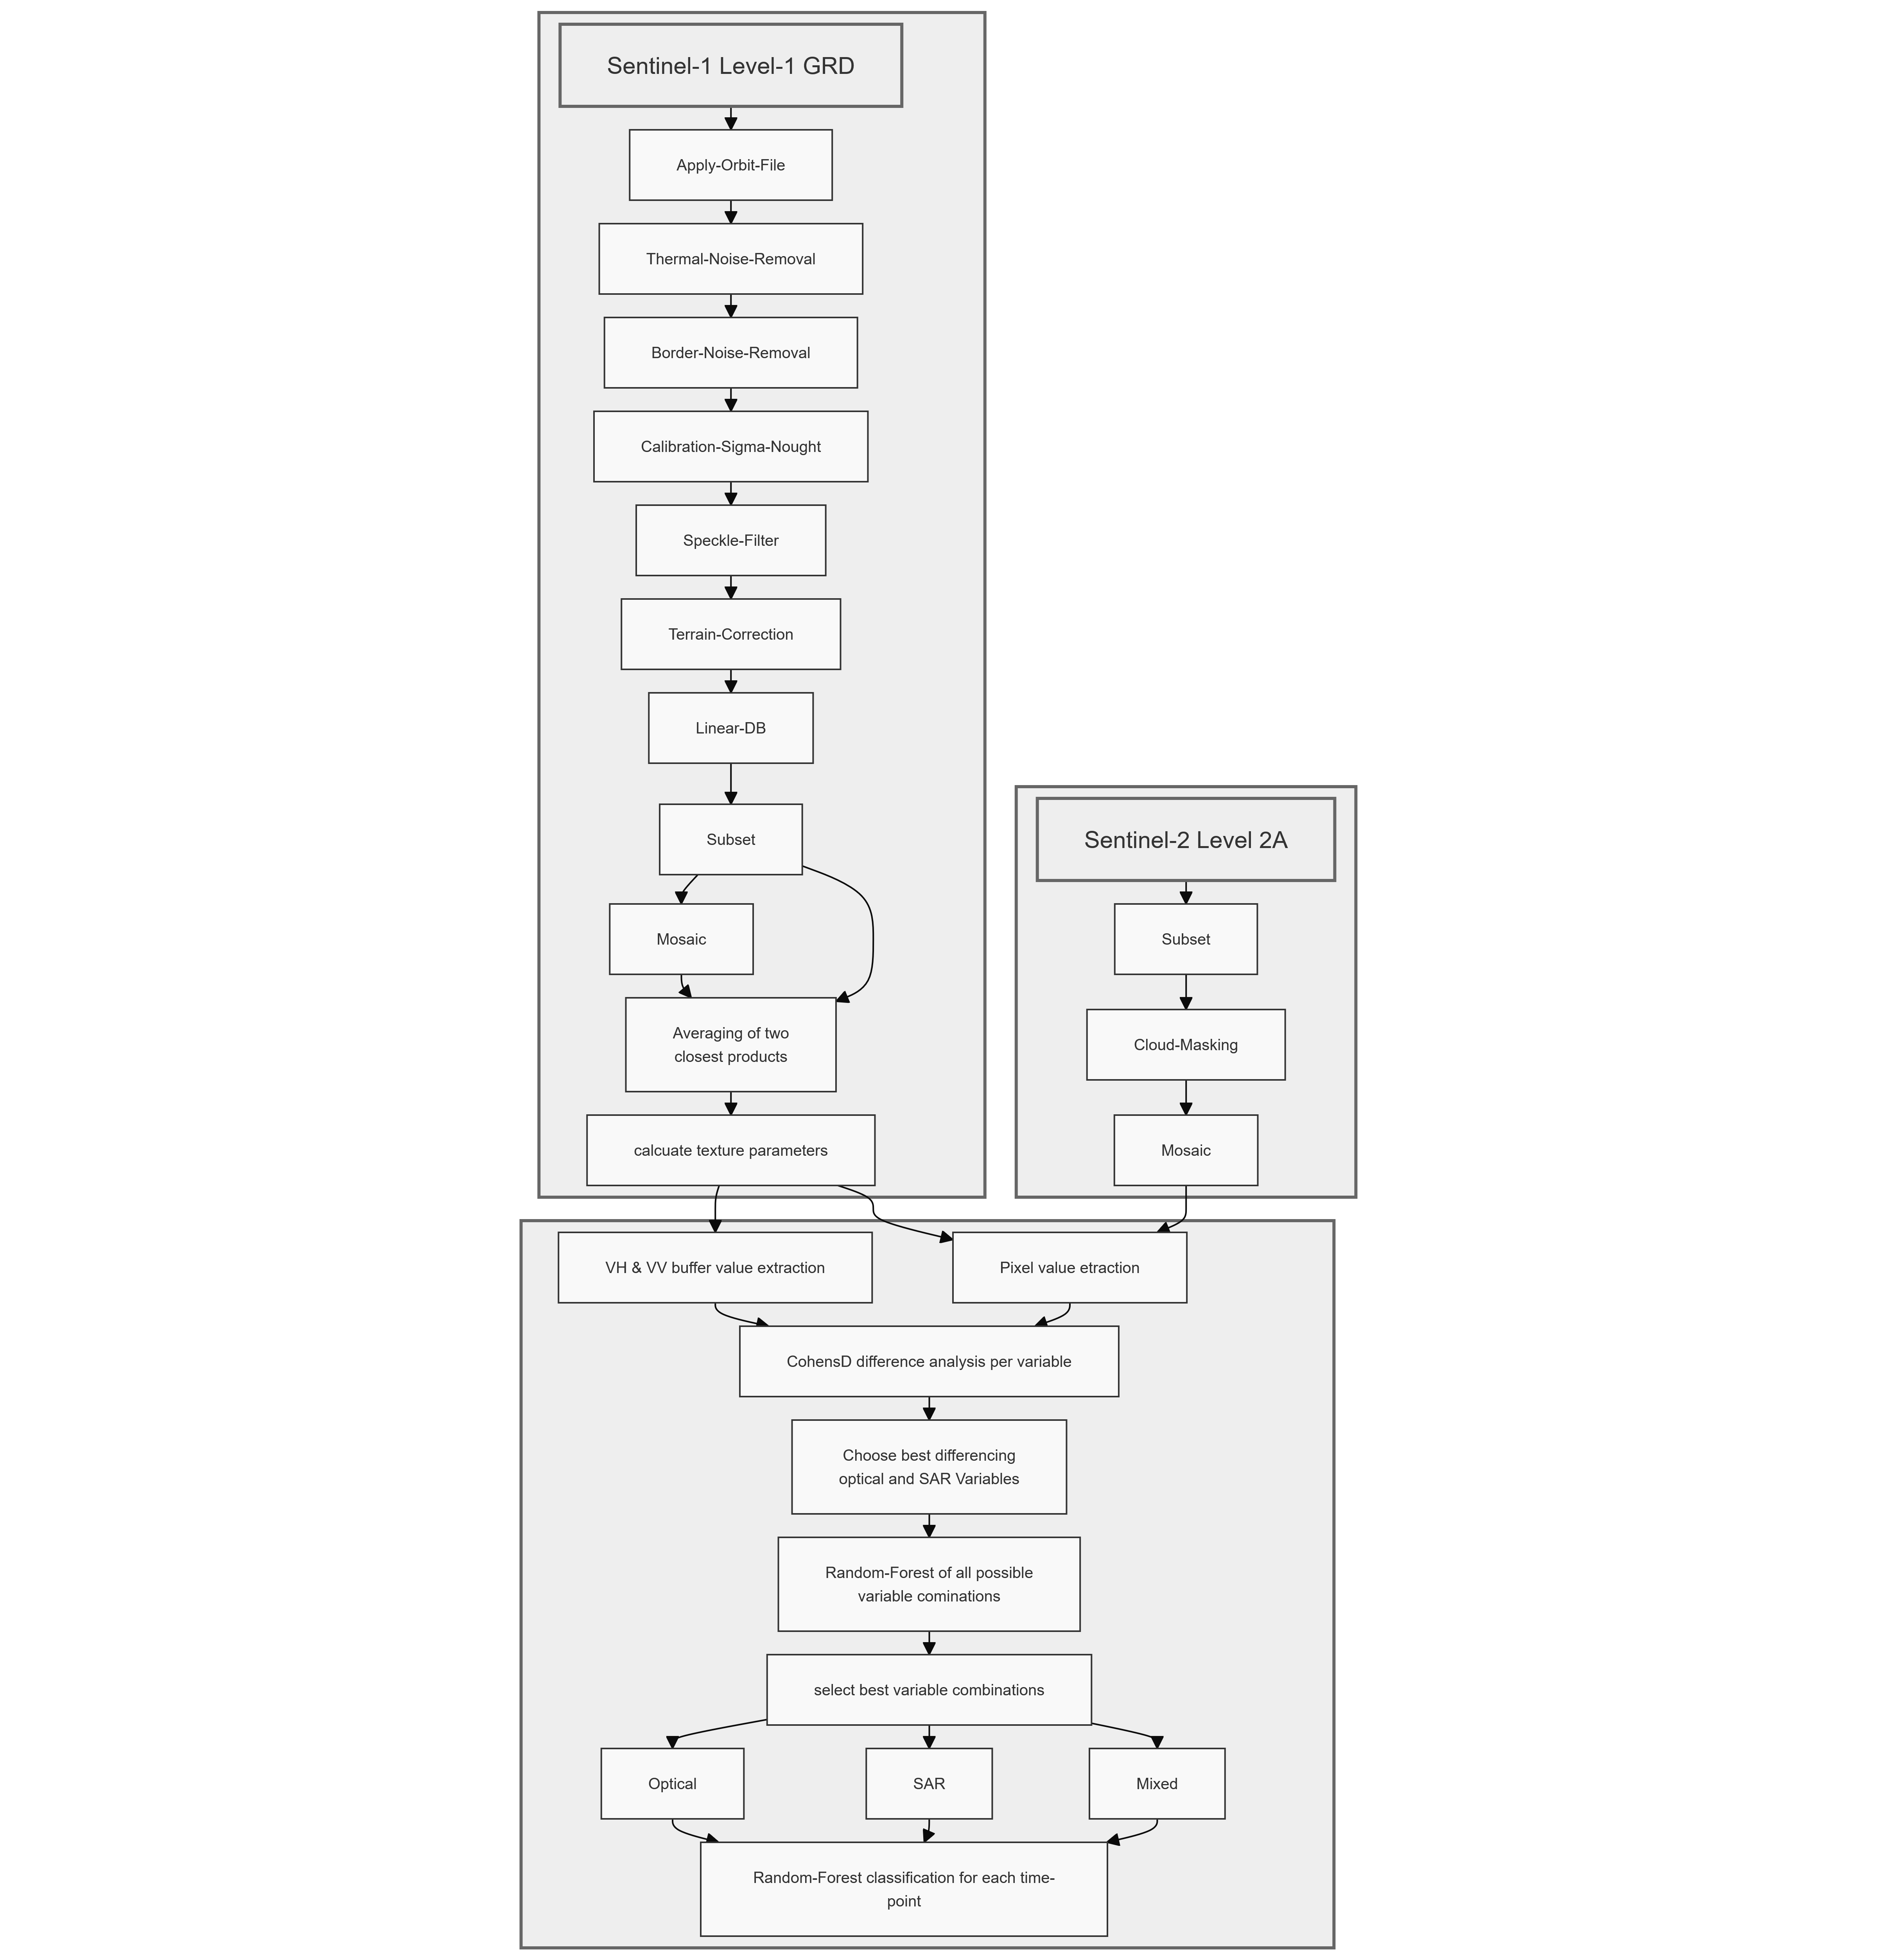 Sentinel-1 Level-1 GRD
Apply-Orbit-File
Thermal-Noise-Removal
Border-Noise-Removal
Calibration-Sigma-Nought
Speckle-Filter
Terrain-Correction
Linear-DB
Subset
Mosaic
Averaging of two
closest products
calcuate texture parameters
Sentinel-2 Level 2A
Subset
Cloud-Masking
Mosaic
VH & VV buffer value extraction
Pixel value etraction
CohensD difference analysis per variable
Choose best differencing
optical and SAR Variables
Random-Forest of all possible
variable cominations
select best variable combinations
Optical
SAR
Mixed
Random-Forest classification for each time-
point